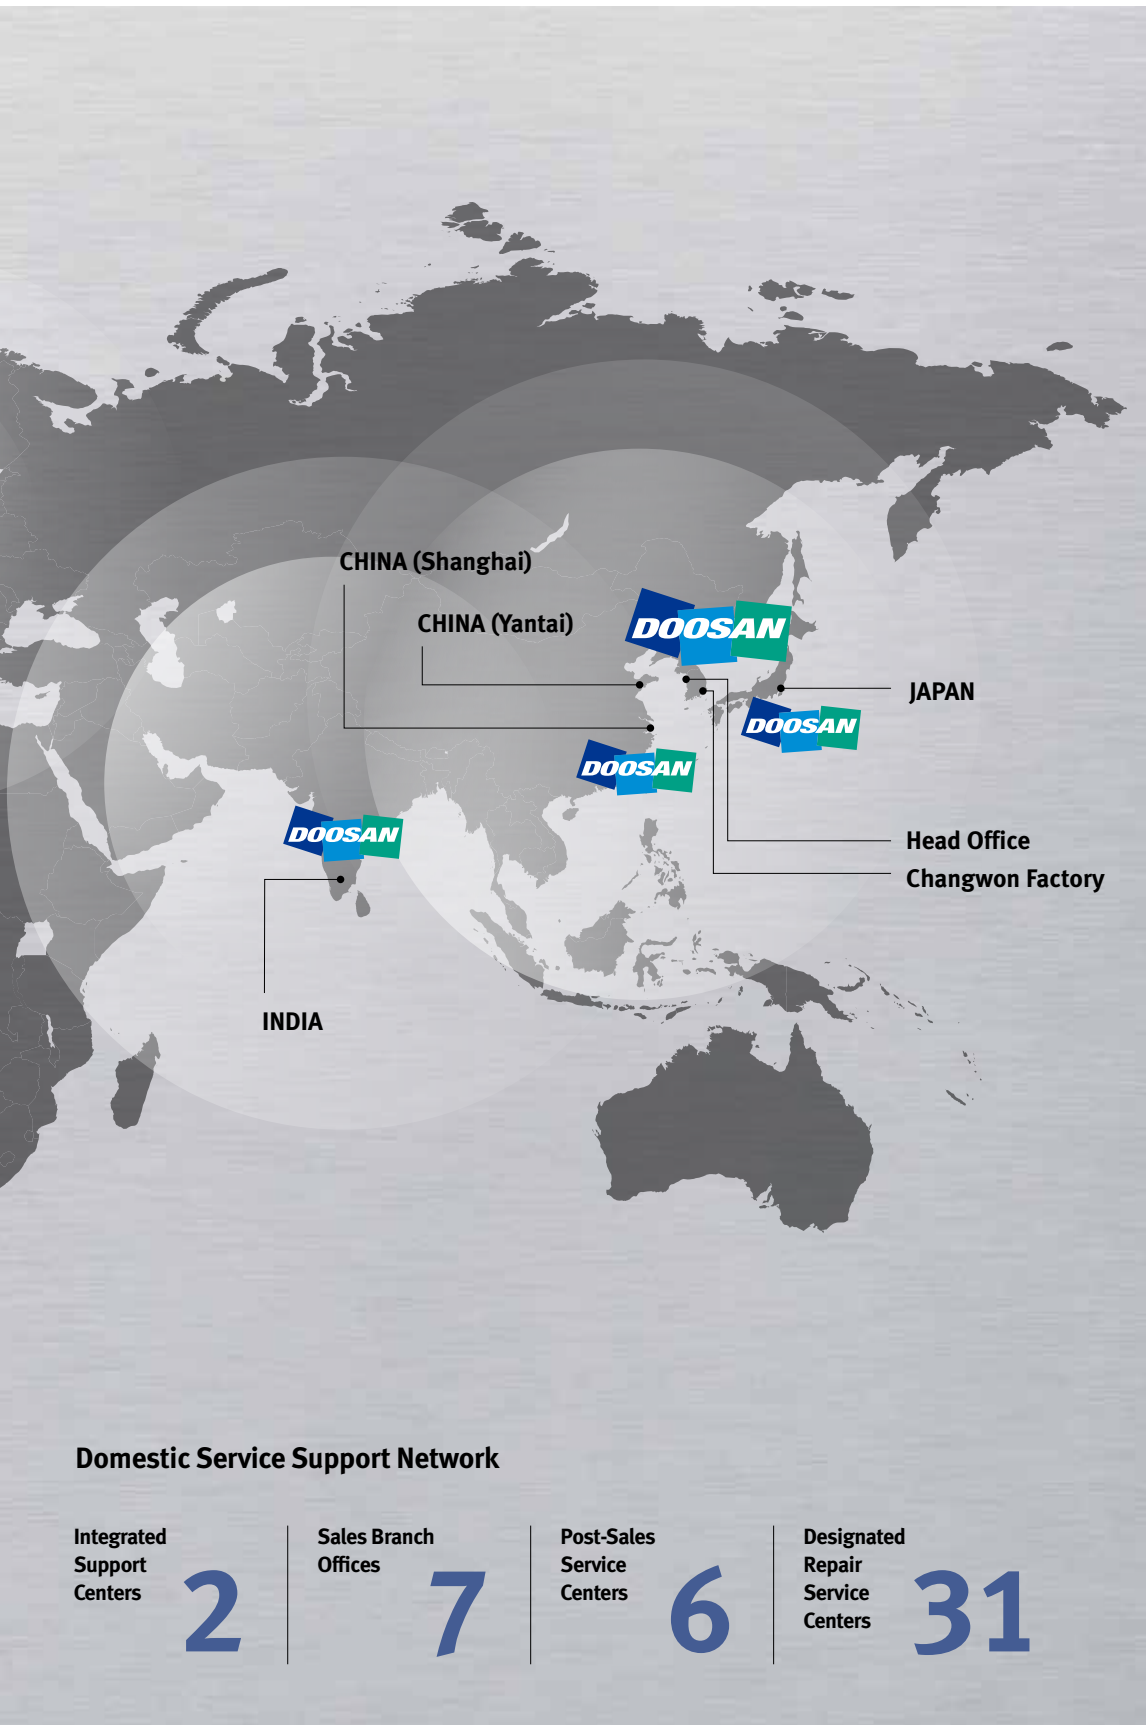 CHINA (Shanghai)
CHINA (Yantai)
DOOSAN
JAPAN
DOOSAN
DOOSAN
DOOSAN
Head Office
Changwon Factory
INDIA
Domestic Service Support Network
Integrated
Support
Centers
2
Sales Branch
Offices
7
Post-Sales
Service
Centers
6
Designated
Repair
Service
Centers
31